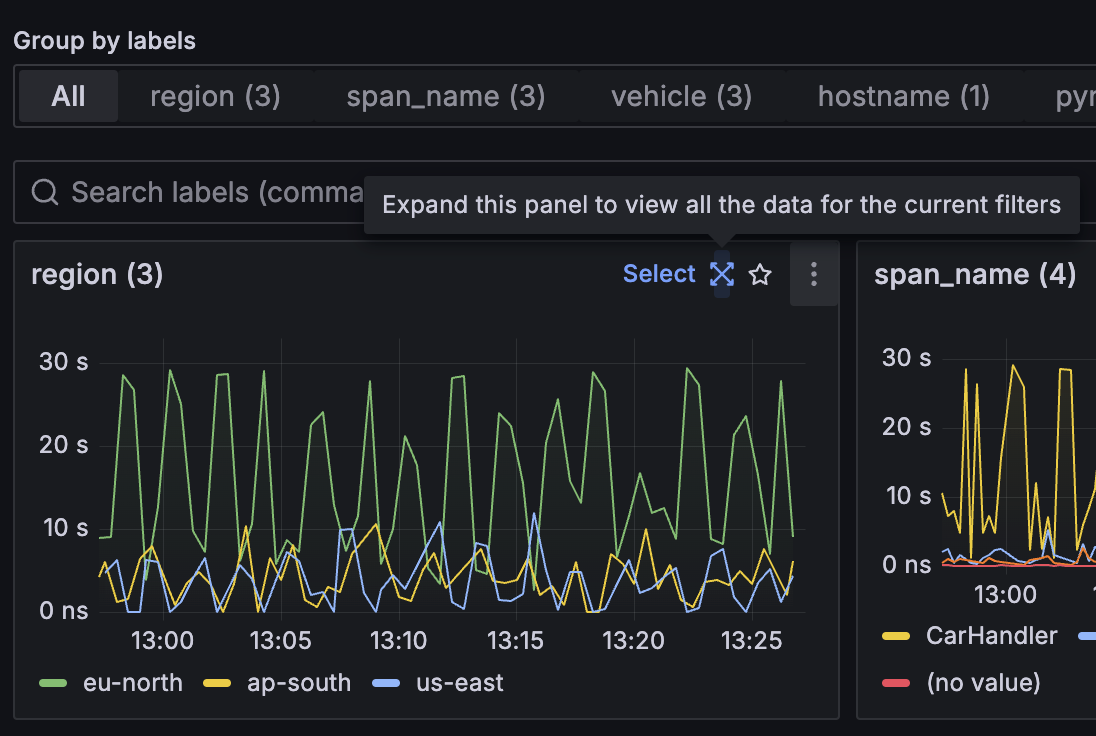 Group by labels
All region (3) span_name (3) vehicle (3) hostname (1)
Search labels (comma
Expand this panel to view all the data for the current filters
region (3) Select
30 s
20 s
10 s
0 ns
13:00 13:05 13:10 13:15 13:20 13:25
eu-north ap-south us-east
span_name (4)
30 s
20 s
10 s
0 ns
13:00
CarHandler
(no value)